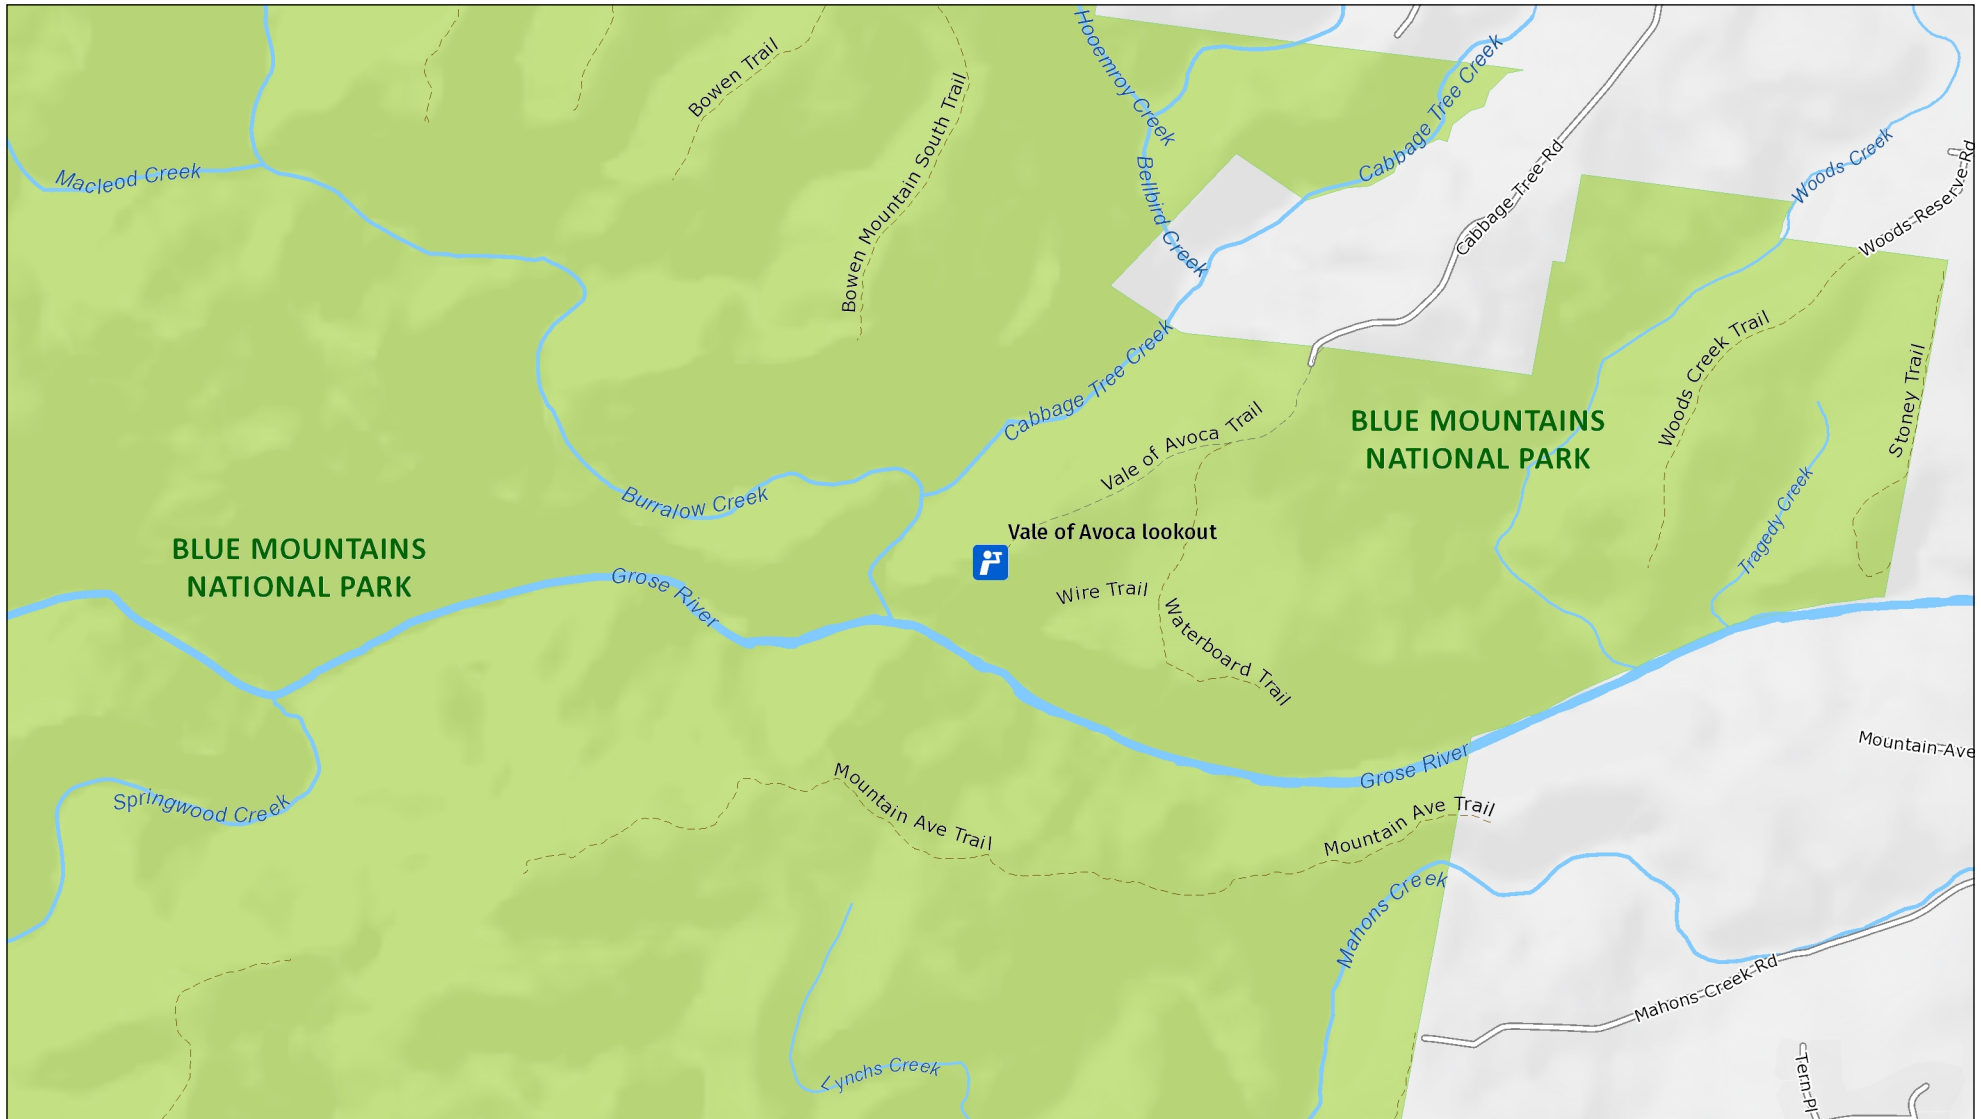 Hooemroy Creek
Bowen Trail
Cabbage Tree Creek
Bowen Mountain South Trail
Macleod Creek
Bellbird Creek
Cabbage-Tree-Rd
Woods Creek
Woods-Reserve-Rd
Cabbage Tree Creek
Woods Creek Trail
Stoney Trail
Vale of Avoca Trail
BLUE MOUNTAINS
NATIONAL PARK
Burralow Creek
Tragedy Creek
Vale of Avoca lookout
BLUE MOUNTAINS
NATIONAL PARK
Grose River
Wire Trail
Waterboard Trail
Mountain-Ave
Grose River
Springwood Creek
Mountain Ave Trail
Mountain Ave Trail
Mahons Creek
Mahons-Creek-Rd
Lynchs Creek
Tern-Pl